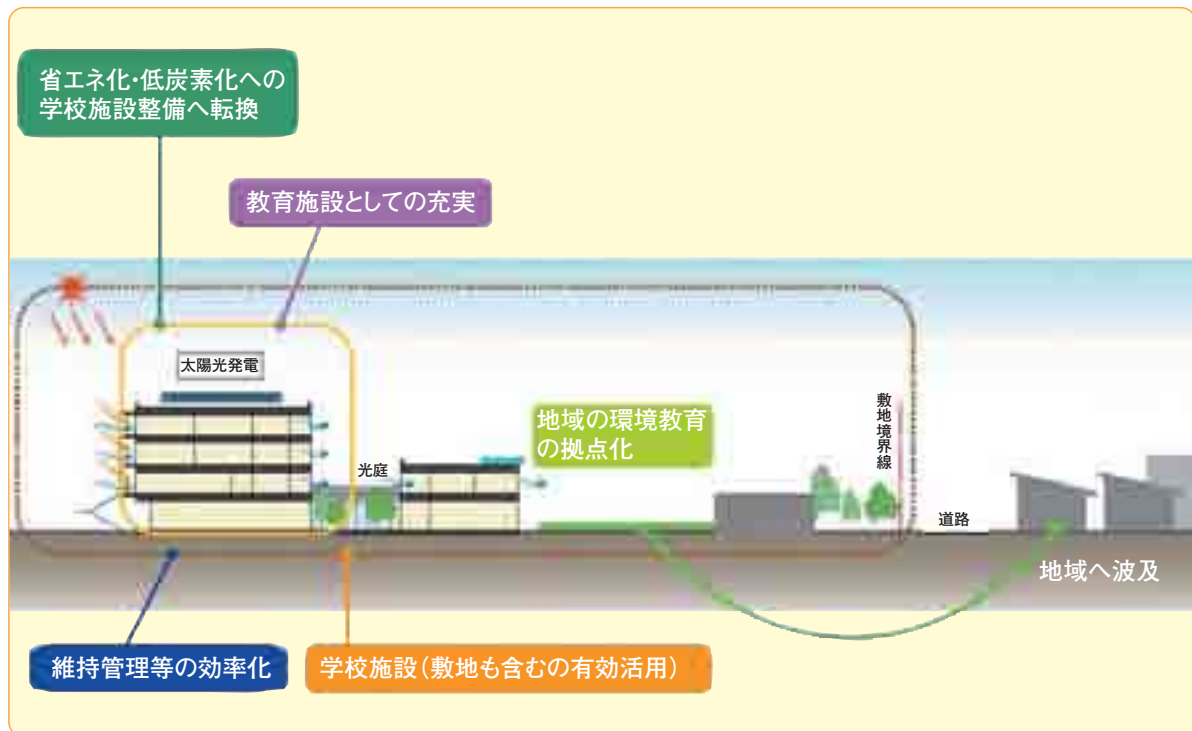 省エネ化・低炭素化への
学校施設整備へ転換
教育施設としての充実
太陽光発電
地域の環境教育
の拠点化
敷地境界線
光庭
道路
地域へ波及
維持管理等の効率化
学校施設(敷地も含むの有効活用)